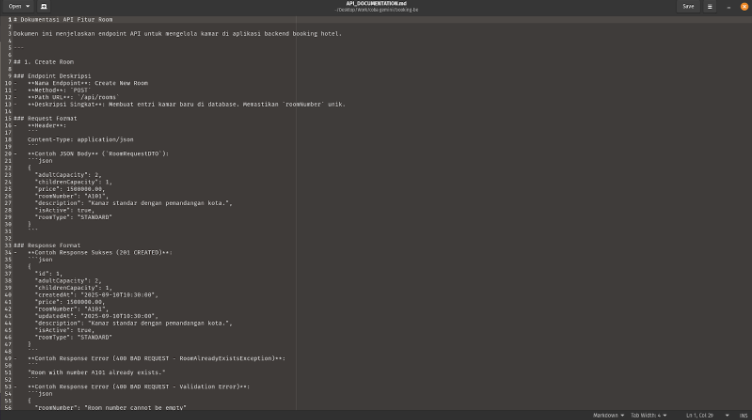 Open
API_DOCUMENTATION.md
Save
1 # Dokumentasi API Fitur Room
2
3 Dokumen ini menjelaskan endpoint API untuk mengelola kamar di aplikasi backend booking hotel.
4
5 ---
6
7 ## 1. Create Room
8
9 ### Endpoint Deskripsi
10 - **Nama Endpoint**: Create New Room
11 - **Method**: `POST`
12 - **Path URL**: `/api/rooms`
13 - **Deskripsi Singkat**: Membuat entri kamar baru di database. Memastikan `roomNumber` unik.
14
15 ### Request Format
16 - **Header**:
17 ```
18 Content-Type: application/json
19 ```
20 - **Contoh JSON Body** (`RoomRequestDTO`):
21 ```json
22 {
23 "adultCapacity": 2,
24 "childrenCapacity": 1,
25 "price": 1500000.00,
26 "roomNumber": "A101",
27 "description": "Kamar standar dengan pemandangan kota.",
28 "isActive": true,
29 "roomType": "STANDARD"
30 }
31 ```
32
33 ### Response Format
34 - **Contoh Response Sukses (201 CREATED)**:
35 ```json
36 {
37 "id": 1,
38 "adultCapacity": 2,
39 "childrenCapacity": 1,
40 "createdAt": "2025-09-10T10:30:00",
41 "price": 1500000.00,
42 "roomNumber": "A101",
43 "updatedAt": "2025-09-10T10:30:00",
44 "description": "Kamar standar dengan pemandangan kota.",
45 "isActive": true,
46 "roomType": "STANDARD"
47 }
48 ```
49 - **Contoh Response Error (400 BAD REQUEST - RoomAlreadyExistsException)**:
50 ```
51 "Room with number A101 already exists."
52 ```
53 - **Contoh Response Error (400 BAD REQUEST - Validation Error)**:
54 ```json
55 {
56 "roomNumber": "Room number cannot be empty"
Markdown Tab Width: 4 Ln 1, Col 29 INS